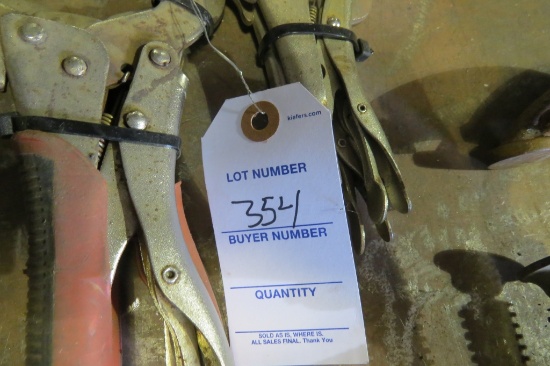 kiefers.com
LOT NUMBER
354
BUYER NUMBER
QUANTITY
SOLD AS IS, WHERE IS.
ALL SALES FINAL. Thank You